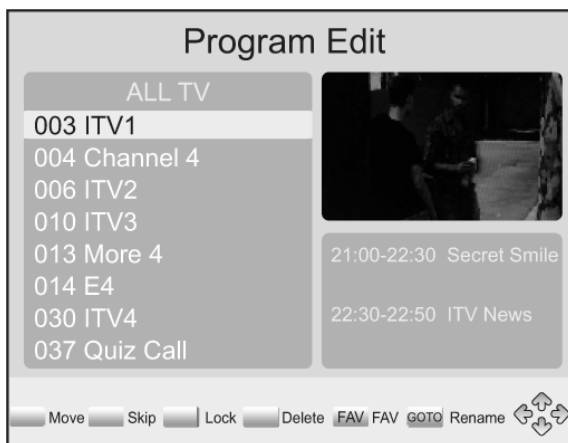 Program Edit
ALL TV
003 ITV1
004 Channel 4
006 ITV2
010 ITV3
013 More 4
014 E4
030 ITV4
037 Quiz Call
21:00-22:30 Secret Smile
22:30-22:50 ITV News
Move Skip Lock Delete FAV FAV GOTO Rename